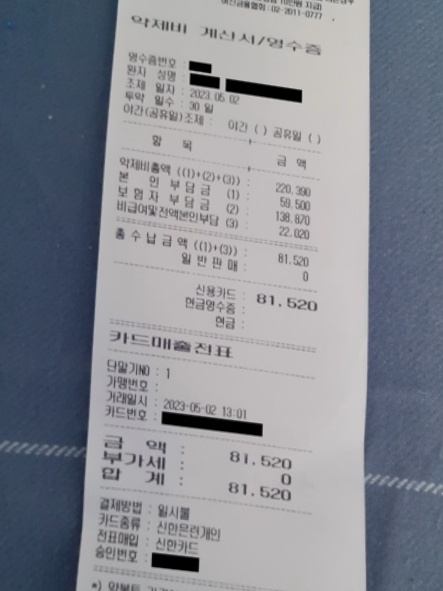 여신금융협회 : 02-2011-0777
약제비 계산서/영수증
영수증번호 :
환자 성명 :
조제 일자 : 2023.05.02
투약 일수 : 30 일
야간(공휴일)조제 : 야간 ( ) 공휴일 ( )
항 목 금 액
약제비총액 ((1)+(2)+(3)) : 220.390
본 인 부담금 (1) : 59.500
보험자 부담금 (2) : 138.870
비급여및전액본인부담 (3) : 22.020
총수납금액 ((1)+(3)) : 81.520
일반판매 : 0
신용카드 : 81.520
현금영수증 :
현금 :
카드매출전표
단말기NO : 1
가맹번호 :
거래일시 : 2023-05-02 13:01
카드번호 :
금 액 : 81.520
부가세 : 0
합 계 : 81.520
결제방법 : 일시불
카드종류 : 신한은련개인
전표매입 : 신한카드
승인번호 :